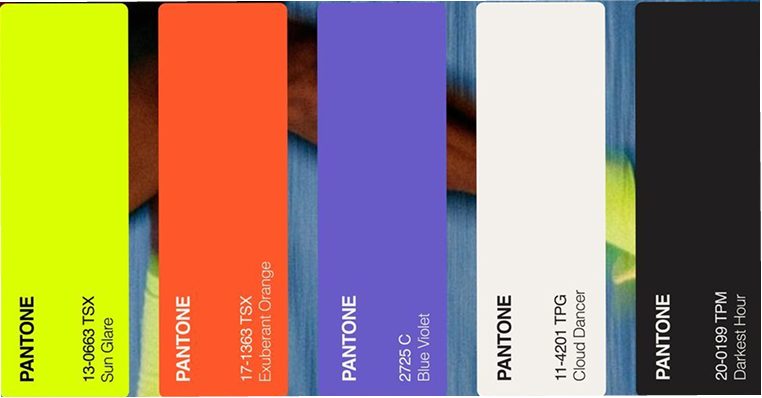 PANTONE
13-0663 TSX
Sun Glare
PANTONE
17-1363 TSX
Exuberant Orange
PANTONE
2725 C
Blue Violet
PANTONE
11-4201 TPG
Cloud Dancer
PANTONE
20-0199 TPM
Darkest Hour